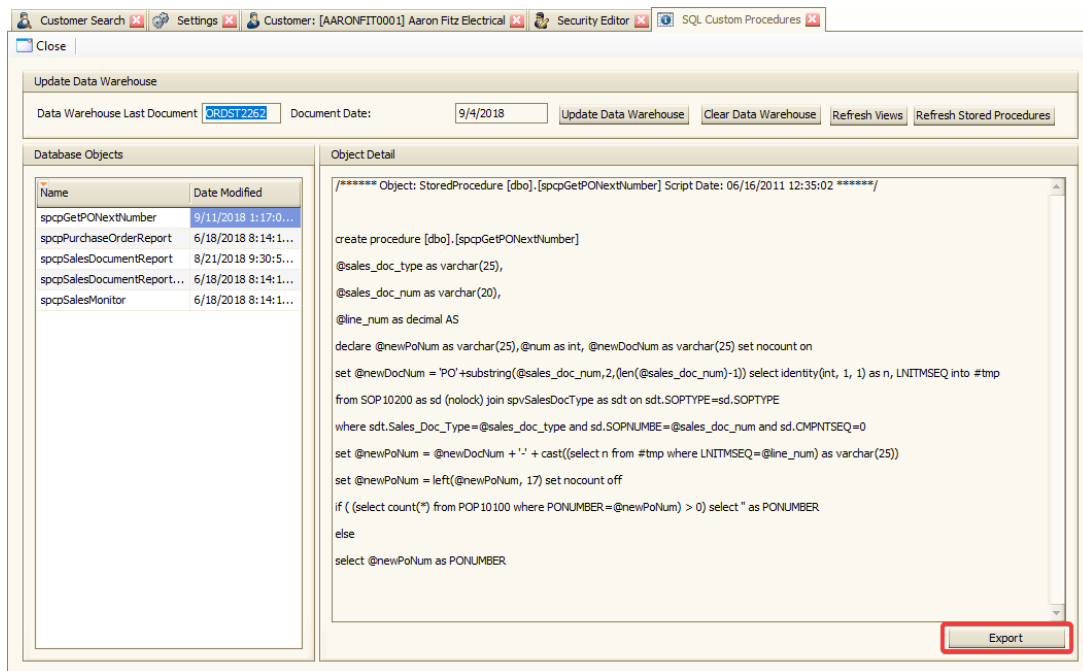 Customer Search Settings Customer: [AARONFIT0001] Aaron Fitz Electrical Security Editor SQL Custom Procedures
Close
Update Data Warehouse
Data Warehouse Last Document ORDST2262 Document Date: 9/4/2018 Update Data Warehouse Clear Data Warehouse Refresh Views Refresh Stored Procedures
Database Objects
Name Date Modified
spcpGetPONextNumber 9/11/2018 1:17:0...
spcpPurchaseOrderReport 6/18/2018 8:14:1...
spcpSalesDocumentReport 8/21/2018 9:30:5...
spcpSalesDocumentReport... 6/18/2018 8:14:1...
spcpSalesMonitor 6/18/2018 8:14:1...
Object Detail
/****** Object: StoredProcedure [dbo].[spcpGetPONextNumber] Script Date: 06/16/2011 12:35:02 ******/
create procedure [dbo].[spcpGetPONextNumber]
@sales_doc_type as varchar(25),
@sales_doc_num as varchar(20),
@line_num as decimal AS
declare @newPoNum as varchar(25),@num as int, @newDocNum as varchar(25) set nocount on
set @newDocNum = 'PO'+substring(@sales_doc_num,2,(len(@sales_doc_num)-1)) select identity(int, 1, 1) as n, LNITMSEQ into #tmp
from SOP10200 as sd (nolock) join spvSalesDocType as sdt on sdt.SOPTYPE=sd.SOPTYPE
where sdt.Sales_Doc_Type=@sales_doc_type and sd.SOPNUMBE=@sales_doc_num and sd.CMPNTSEQ=0
set @newPoNum = @newDocNum +'-' + cast((select n from #tmp where LNITMSEQ=@line_num) as varchar(25))
set @newPoNum = left(@newPoNum, 17) set nocount off
if ( (select count(*) from POP10100 where PONUMBER=@newPoNum) > 0) select '' as PONUMBER
else
select @newPoNum as PONUMBER
Export